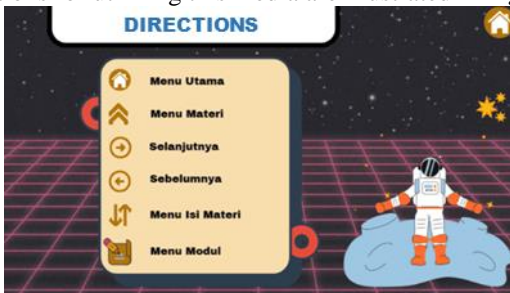 DIRECTIONS
Menu Utama
Menu Materi
Selanjutnya
Sebelumnya
Menu Isi Materi
Menu Modul